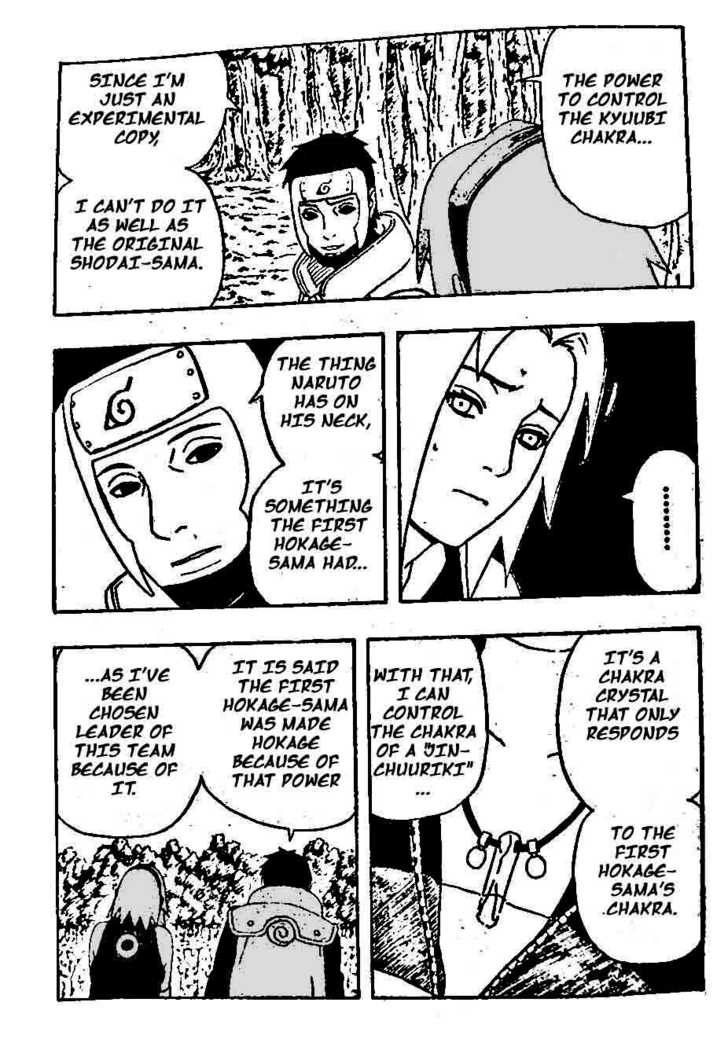 THE POWER
TO CONTROL
THE KYUUBI
CHAKRA...
SINCE I'M
JUST AN
EXPERIMENTAL
COPY,
I CAN'T DO IT
AS WELL AS
THE ORIGINAL
SHODAI-SAMA.
.........
THE THING
NARUTO
HAS ON
HIS NECK,
IT'S
SOMETHING
THE FIRST
HOKAGE-
SAMA HAD...
IT'S A
CHAKRA
CRYSTAL
THAT ONLY
RESPONDS
TO THE
FIRST
HOKAGE-
SAMA'S
CHAKRA.
WITH THAT,
I CAN
CONTROL
THE CHAKRA
OF A "JIN-
CHUURIKI"
...
IT IS SAID
THE FIRST
HOKAGE-SAMA
WAS MADE
HOKAGE
BECAUSE OF
THAT POWER
...AS I'VE
BEEN
CHOSEN
LEADER OF
THIS TEAM
BECAUSE OF
IT.